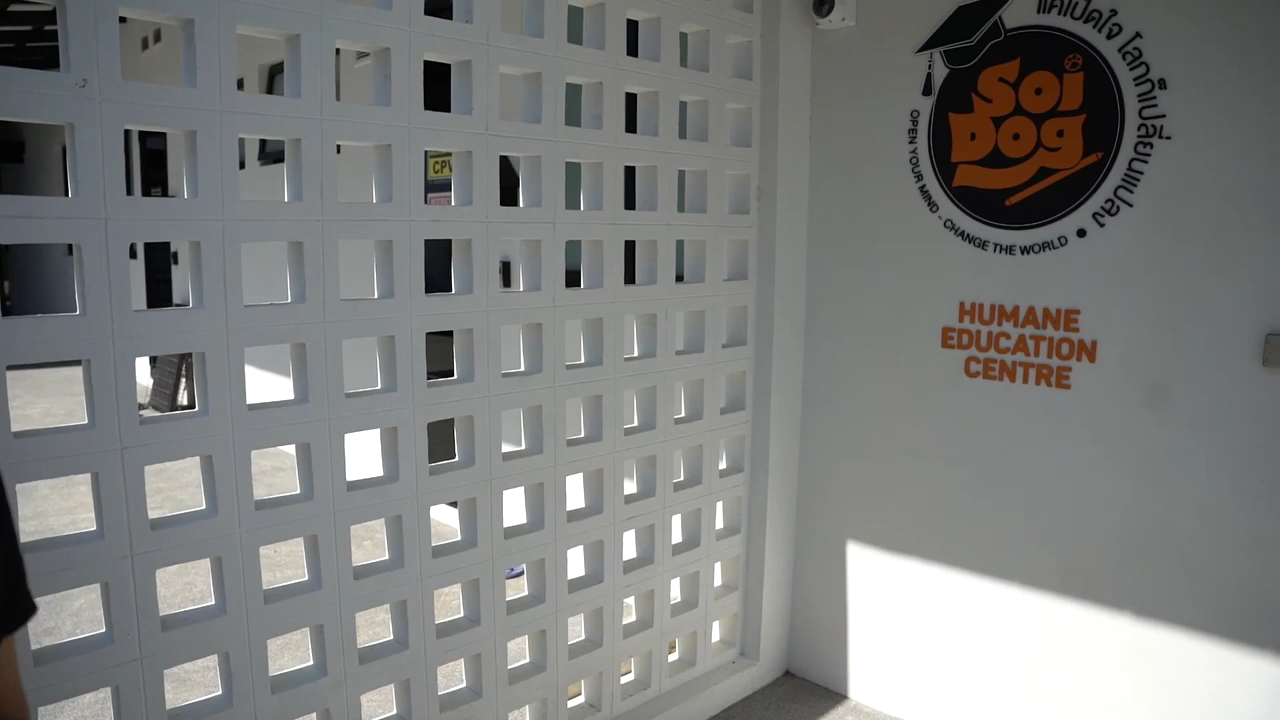 แค่เปิดใจ โลกก็เปลี่ยนแปลง
Soi
Dog
OPEN YOUR MIND - CHANGE THE WORLD
HUMANE
EDUCATION
CENTRE
CPV